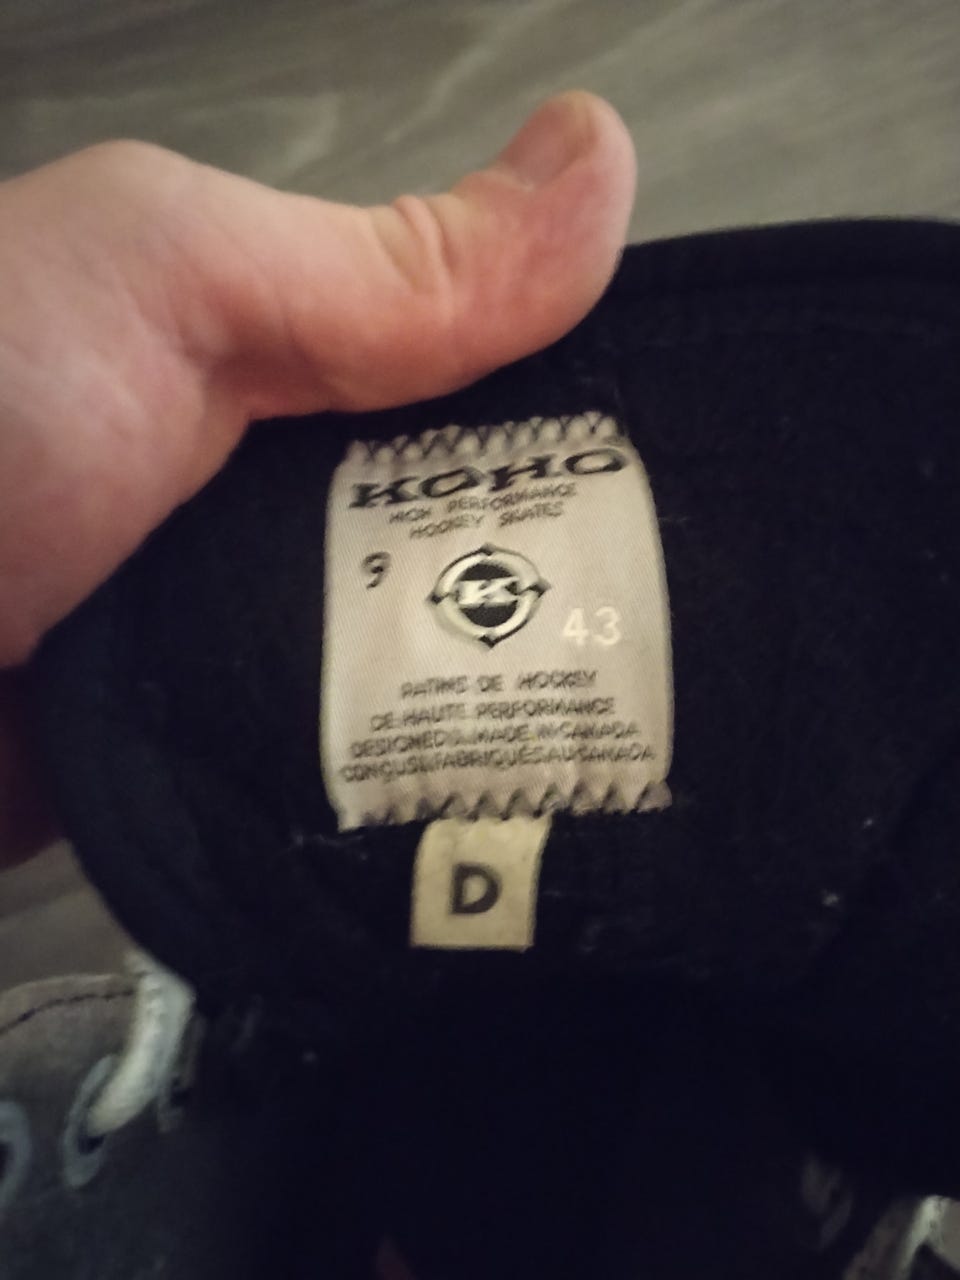 KOHO
HIGH PERFORMANCE
HOCKEY SKATES
9
K
43
PATINS DE HOCKEY
DE HAUTE PERFORMANCE
DESIGNED & MADE IN CANADA
CONÇUS & FABRIQUÉS AU CANADA
D